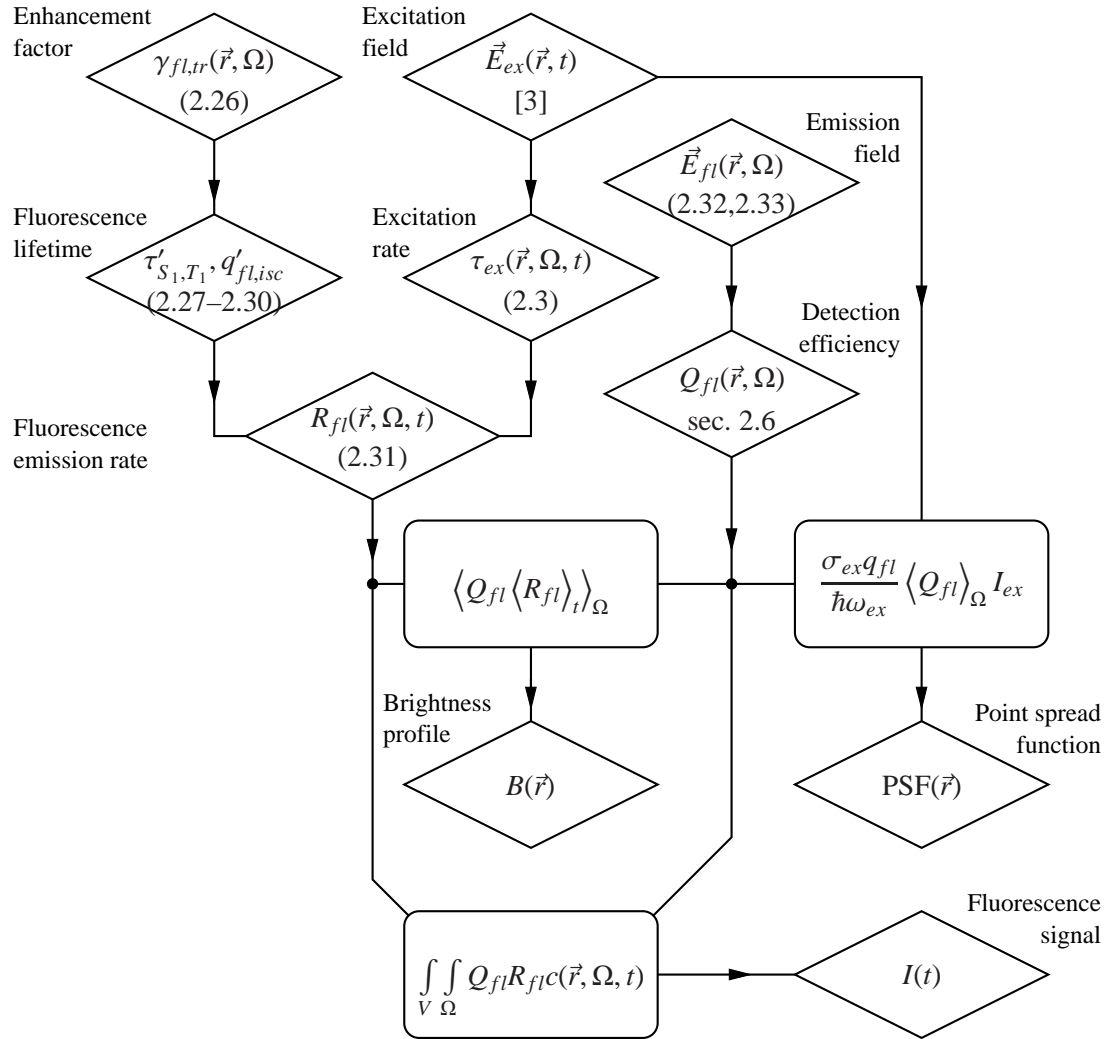 Enhancement
factor
γ_{fl,tr}(r⃗, Ω)
(2.26)
Excitation
field
E⃗_{ex}(r⃗, t)
[3]
Emission
field
E⃗_{fl}(r⃗, Ω)
(2.32,2.33)
Fluorescence
lifetime
τ′_{S_1,T_1}, q′_{fl,isc}
(2.27–2.30)
Excitation
rate
τ_{ex}(r⃗, Ω, t)
(2.3)
Detection
efficiency
Q_{fl}(r⃗, Ω)
sec. 2.6
Fluorescence
emission rate
R_{fl}(r⃗, Ω, t)
(2.31)
⟨Q_{fl}⟨R_{fl}⟩_t⟩_Ω
\frac{σ_{ex}q_{fl}}{ħω_{ex}} ⟨Q_{fl}⟩_Ω I_{ex}
Brightness
profile
B(r⃗)
Point spread
function
PSF(r⃗)
∫_V ∫_Ω Q_{fl}R_{fl}c(r⃗, Ω, t)
Fluorescence
signal
I(t)